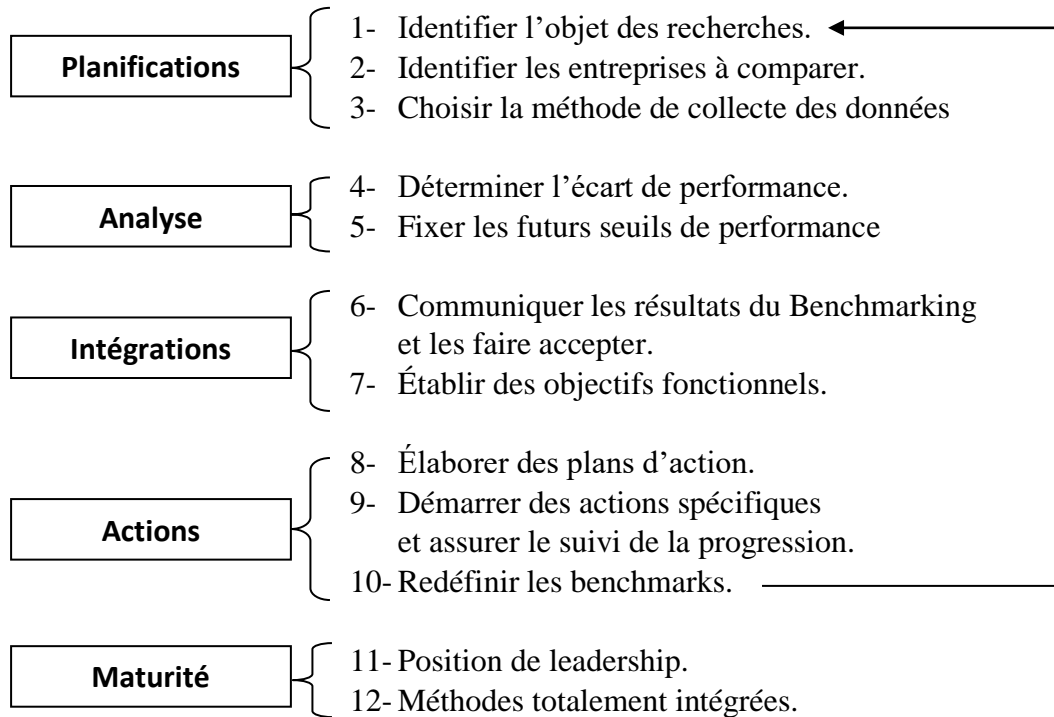 Planifications
1- Identifier l’objet des recherches.
2- Identifier les entreprises à comparer.
3- Choisir la méthode de collecte des données
Analyse
4- Déterminer l’écart de performance.
5- Fixer les futurs seuils de performance
Intégrations
6- Communiquer les résultats du Benchmarking
et les faire accepter.
7- Établir des objectifs fonctionnels.
Actions
8- Élaborer des plans d’action.
9- Démarrer des actions spécifiques
et assurer le suivi de la progression.
10- Redéfinir les benchmarks.
Maturité
11- Position de leadership.
12- Méthodes totalement intégrées.